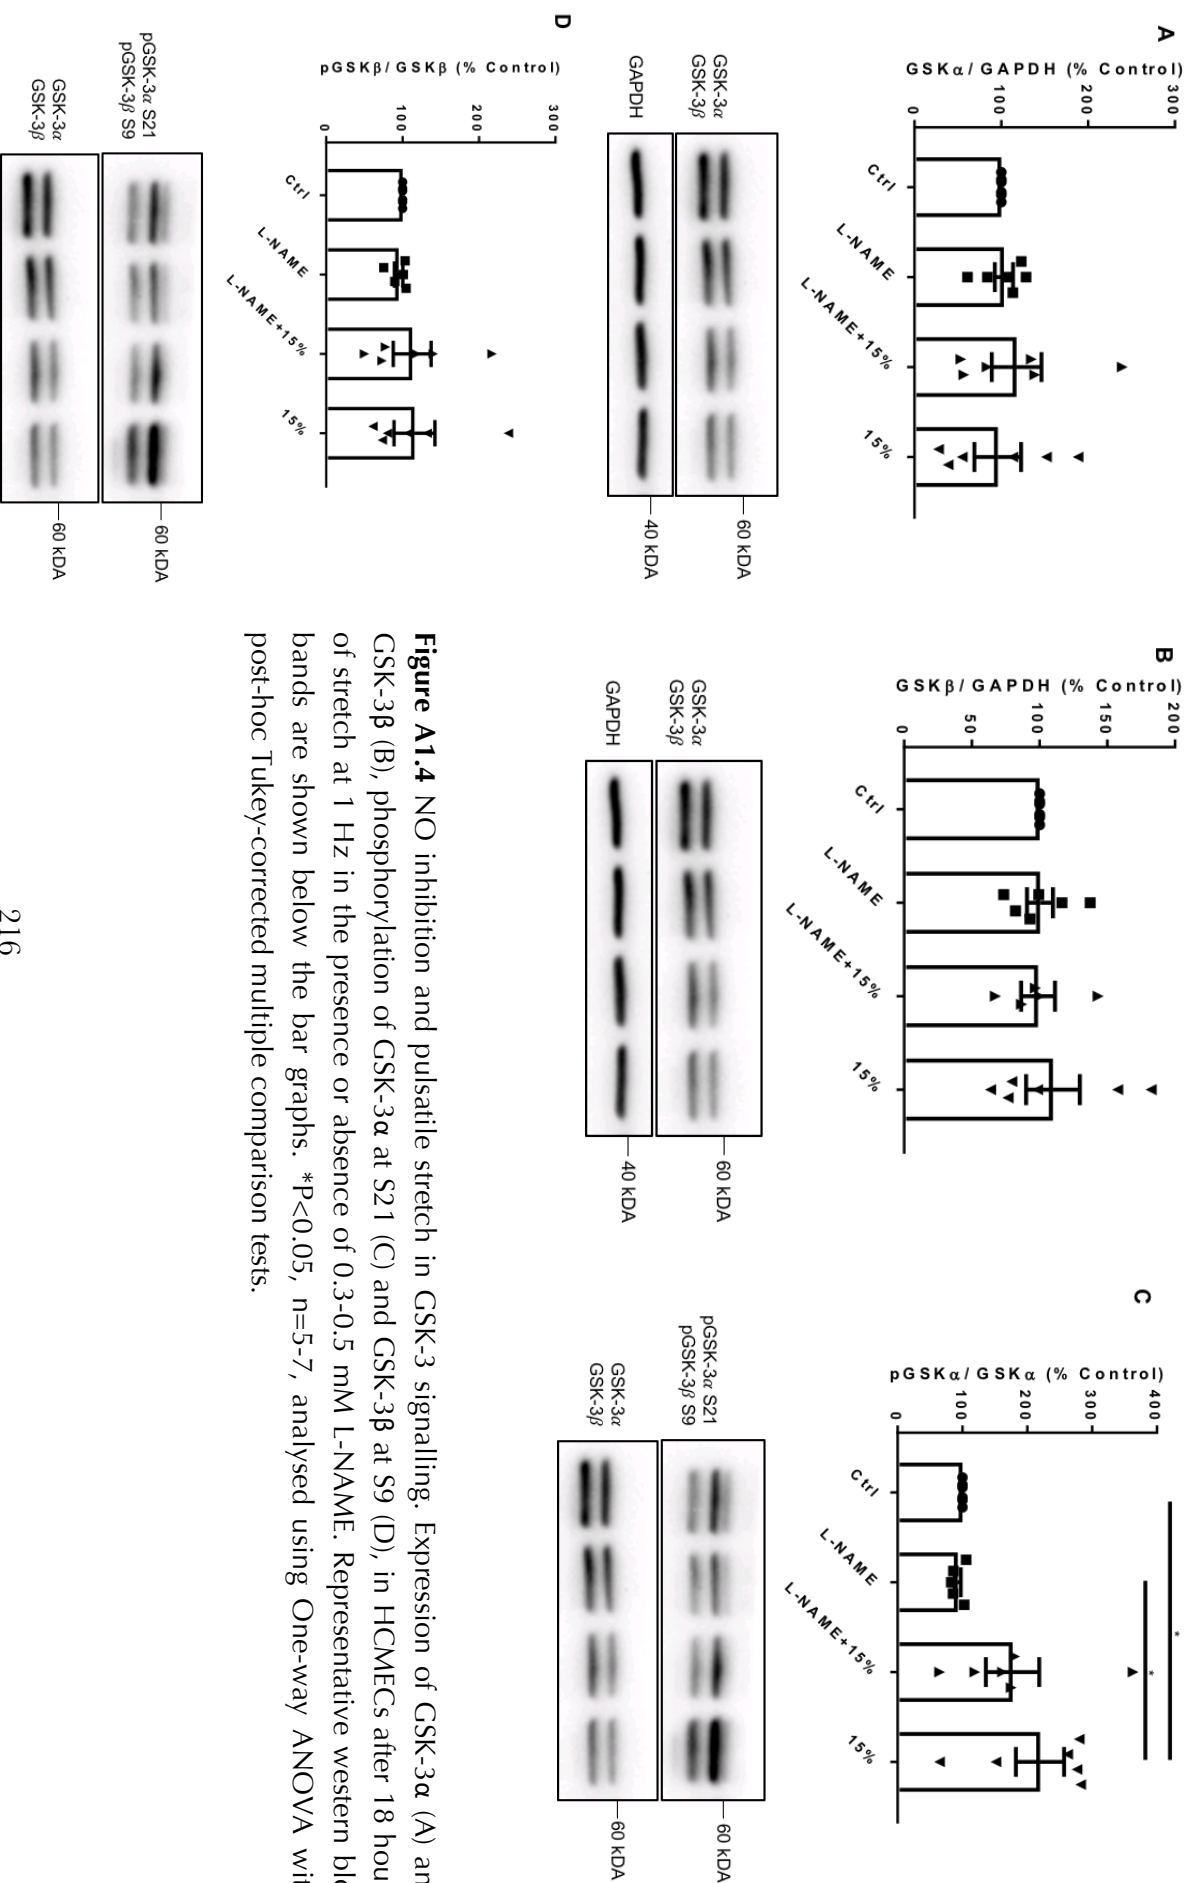 A
GSKα/ GAPDH (% Control)
0
100
200
300
Ctrl
L-NAME
L-NAME+15%
15%
GSK-3α
GSK-3β
GAPDH
60 kDA
40 kDA
B
GSKβ/ GAPDH (% Control)
0
50
100
150
200
Ctrl
L-NAME
L-NAME+15%
15%
GSK-3α
GSK-3β
GAPDH
60 kDA
40 kDA
C
pGSKα/ GSKα (% Control)
0
100
200
300
400
*
*
Ctrl
L-NAME
L-NAME+15%
15%
pGSK-3α S21
pGSK-3β S9
GSK-3α
GSK-3β
60 kDA
60 kDA
D
pGSKβ/ GSKβ (% Control)
0
100
200
300
Ctrl
L-NAME
L-NAME+15%
15%
pGSK-3α S21
pGSK-3β S9
GSK-3α
GSK-3β
60 kDA
60 kDA
Figure A1.4 NO inhibition and pulsatile stretch in GSK-3 signalling. Expression of GSK-3α (A) an
GSK-3β (B), phosphorylation of GSK-3α at S21 (C) and GSK-3β at S9 (D), in HCMECs after 18 hou
of stretch at 1 Hz in the presence or absence of 0.3-0.5 mM L-NAME. Representative western blo
bands are shown below the bar graphs. *P<0.05, n=5-7, analysed using One-way ANOVA wit
post-hoc Tukey-corrected multiple comparison tests.
216